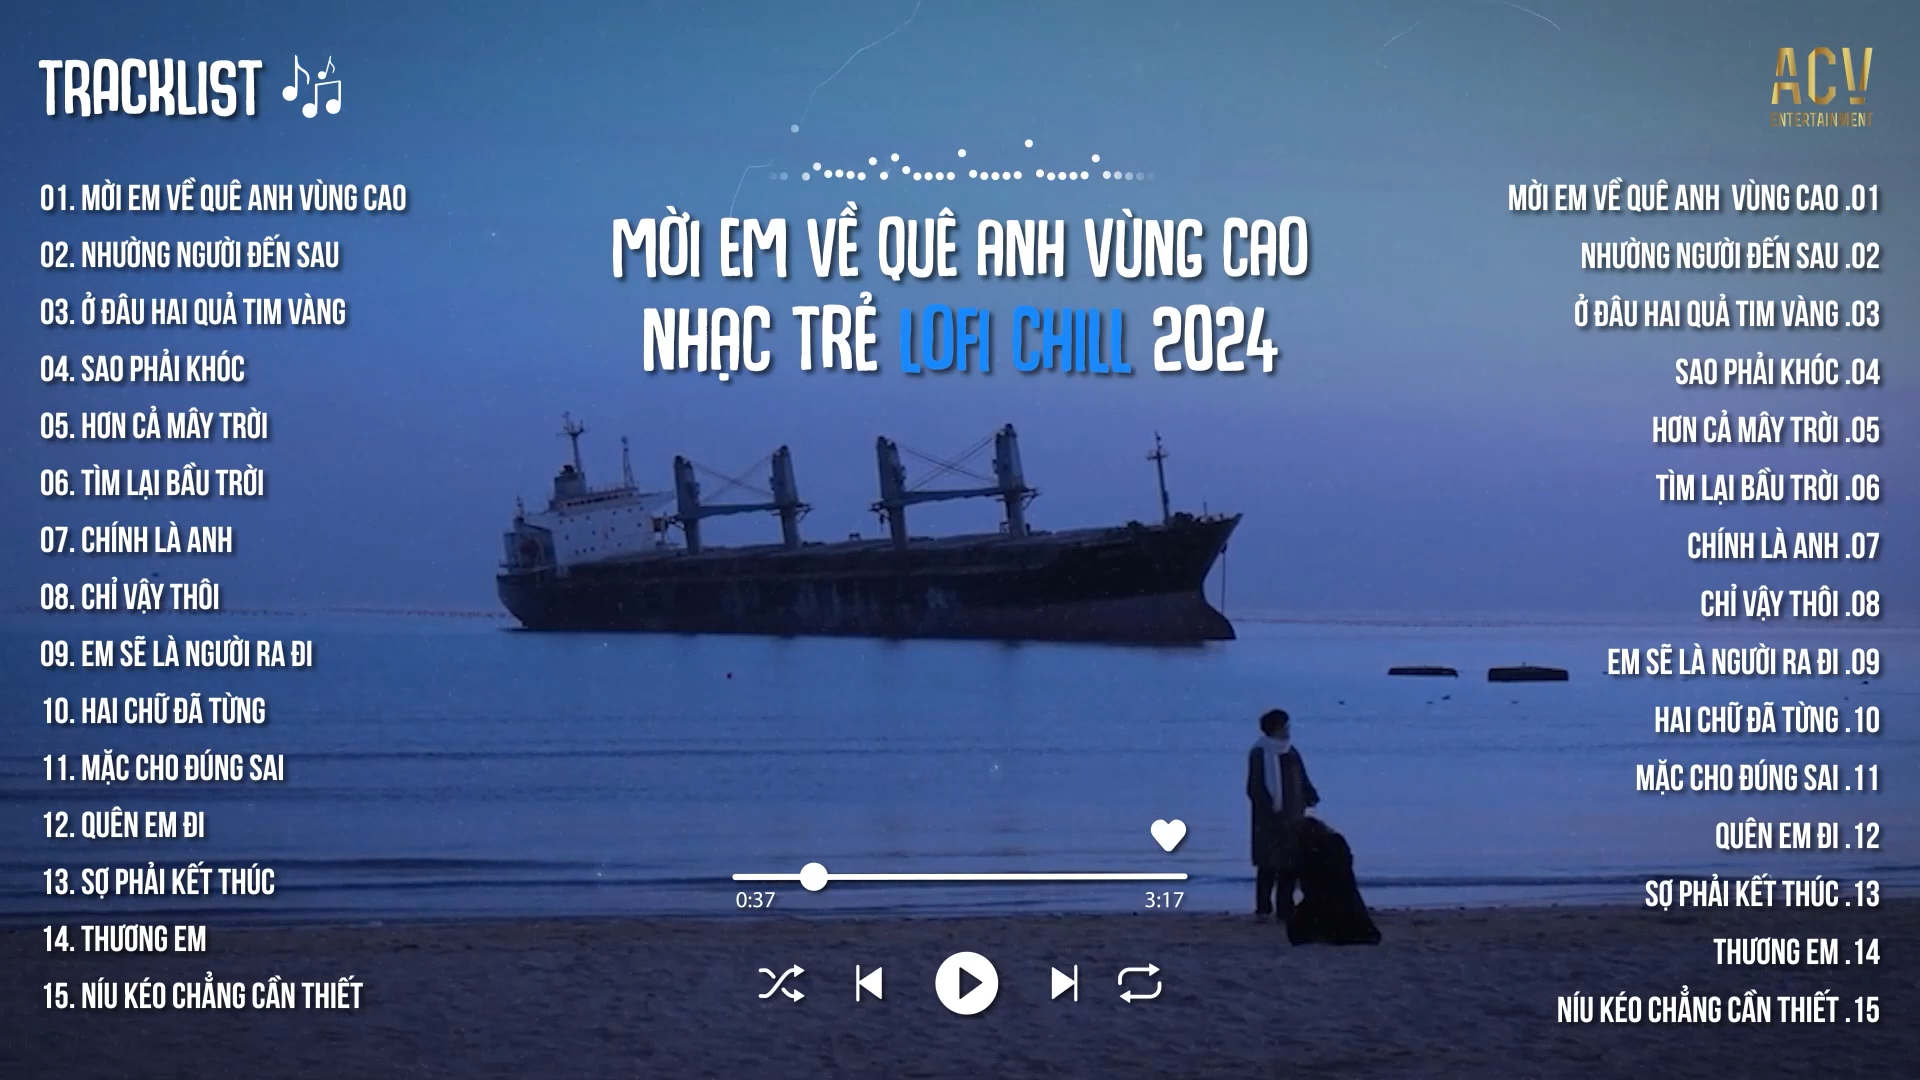 TRACKLIST
ACV
ENTERTAINMENT
01. MỜI EM VỀ QUÊ ANH VÙNG CAO
02. NHƯỜNG NGƯỜI ĐẾN SAU
03. Ở ĐÂU HAI QUẢ TIM VÀNG
04. SAO PHẢI KHÓC
05. HƠN CẢ MÂY TRỜI
06. TÌM LẠI BẦU TRỜI
07. CHÍNH LÀ ANH
08. CHỈ VẬY THÔI
09. EM SẼ LÀ NGƯỜI RA ĐI
10. HAI CHỮ ĐÃ TỪNG
11. MẶC CHO ĐÚNG SAI
12. QUÊN EM ĐI
13. SỢ PHẢI KẾT THÚC
14. THƯƠNG EM
15. NÍU KÉO CHẲNG CẦN THIẾT
MỜI EM VỀ QUÊ ANH VÙNG CAO
NHẠC TRẺ LOFI CHILL 2024
0:37
3:17
MỜI EM VỀ QUÊ ANH VÙNG CAO .01
NHƯỜNG NGƯỜI ĐẾN SAU .02
Ở ĐÂU HAI QUẢ TIM VÀNG .03
SAO PHẢI KHÓC .04
HƠN CẢ MÂY TRỜI .05
TÌM LẠI BẦU TRỜI .06
CHÍNH LÀ ANH .07
CHỈ VẬY THÔI .08
EM SẼ LÀ NGƯỜI RA ĐI .09
HAI CHỮ ĐÃ TỪNG .10
MẶC CHO ĐÚNG SAI .11
QUÊN EM ĐI .12
SỢ PHẢI KẾT THÚC .13
THƯƠNG EM .14
NÍU KÉO CHẲNG CẦN THIẾT .15